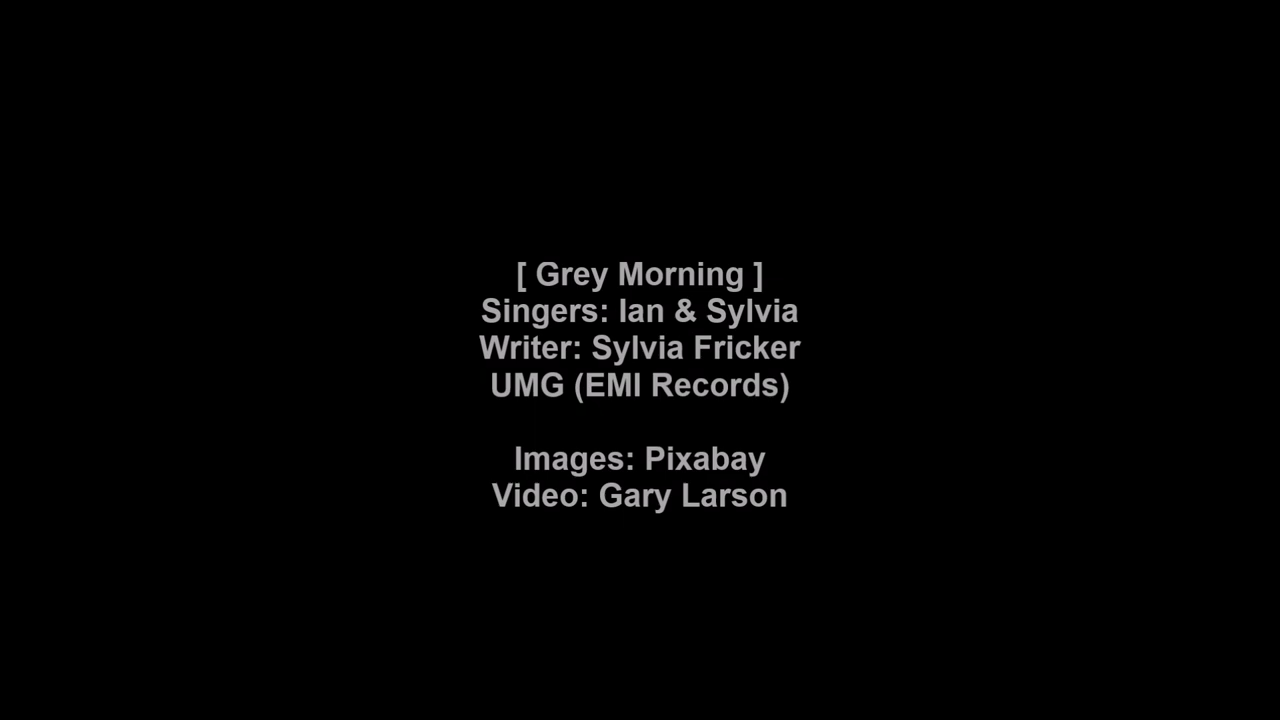 [ Grey Morning ]
Singers: Ian & Sylvia
Writer: Sylvia Fricker
UMG (EMI Records)
Images: Pixabay
Video: Gary Larson